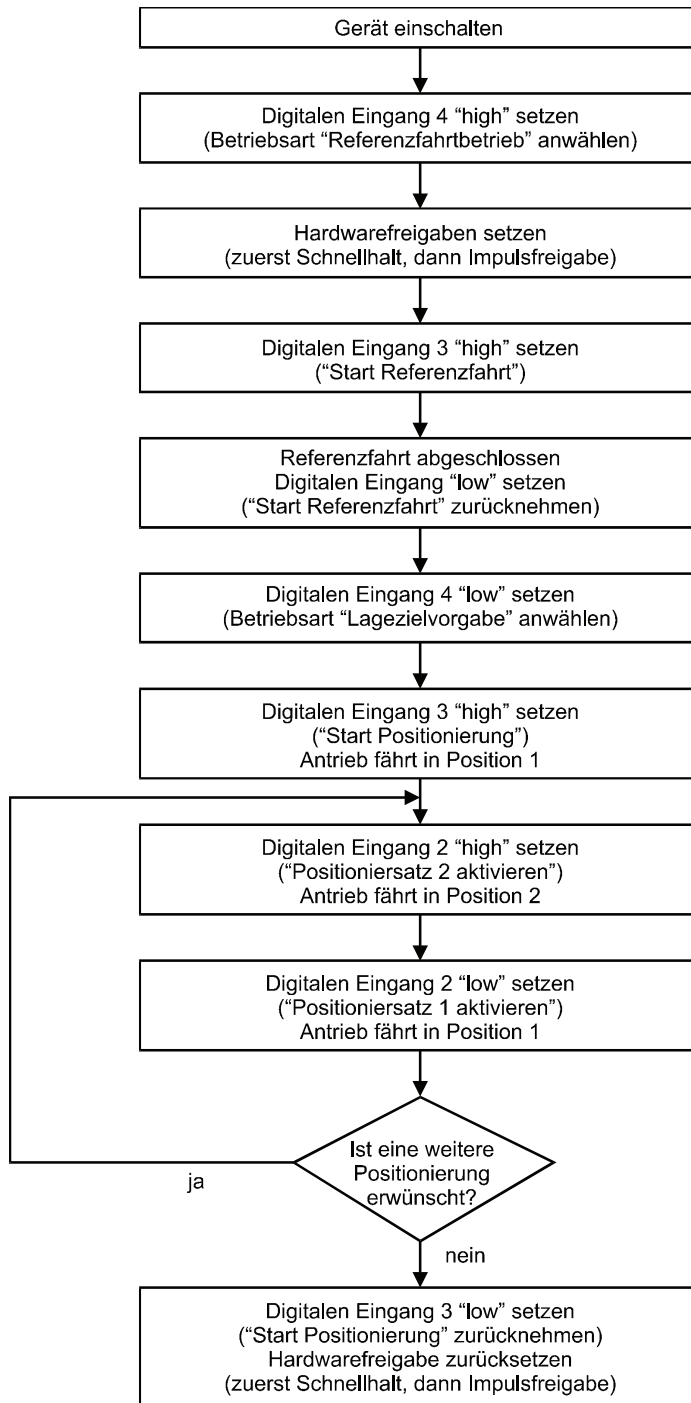 Gerät einschalten
Digitalen Eingang 4 “high” setzen
(Betriebsart “Referenzfahrtbetrieb” anwählen)
Hardwarefreigaben setzen
(zuerst Schnellhalt, dann Impulsfreigabe)
Digitalen Eingang 3 “high” setzen
(“Start Referenzfahrt”)
Referenzfahrt abgeschlossen
Digitalen Eingang “low” setzen
(“Start Referenzfahrt” zurücknehmen)
Digitalen Eingang 4 “low” setzen
(Betriebsart “Lagezielvorgabe” anwählen)
Digitalen Eingang 3 “high” setzen
(“Start Positionierung”)
Antrieb fährt in Position 1
Digitalen Eingang 2 “high” setzen
(“Positioniersatz 2 aktivieren”)
Antrieb fährt in Position 2
Digitalen Eingang 2 “low” setzen
(“Positioniersatz 1 aktivieren”)
Antrieb fährt in Position 1
Ist eine weitere
Positionierung
erwünscht?
ja
nein
Digitalen Eingang 3 “low” setzen
(“Start Positionierung” zurücknehmen)
Hardwarefreigabe zurücksetzen
(zuerst Schnellhalt, dann Impulsfreigabe)